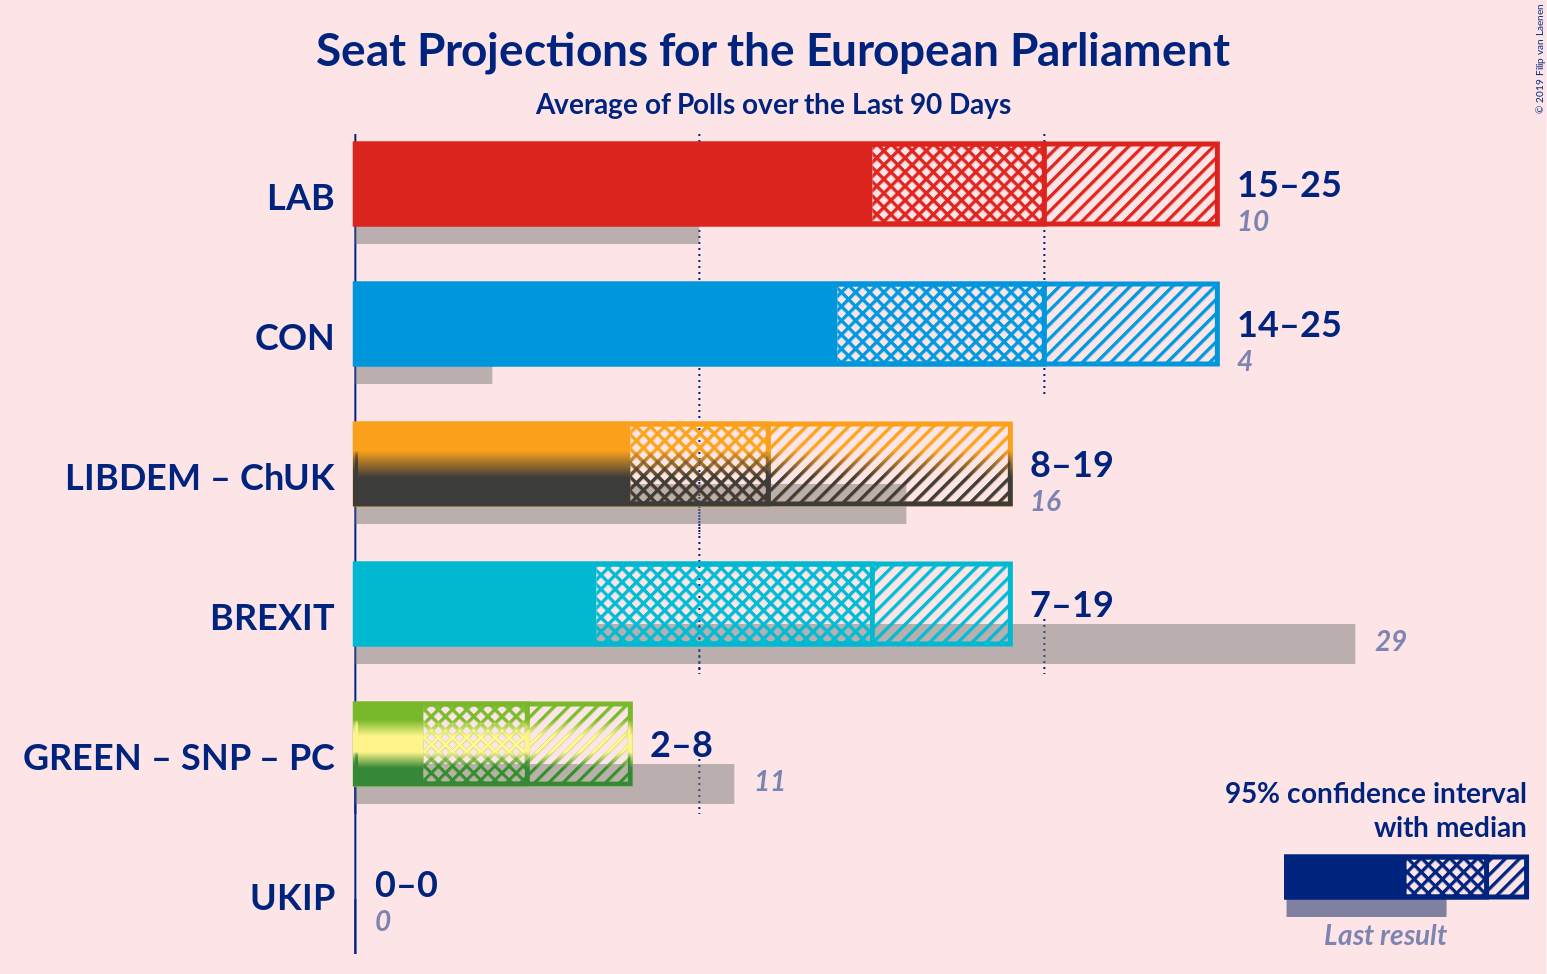 Seat Projections for the European Parliament
Average of Polls over the Last 90 Days
© 2019 Filip van Laenen
LAB
15–25
10
CON
14–25
4
LIBDEM – ChUK
8–19
16
BREXIT
7–19
29
GREEN – SNP – PC
2–8
11
UKIP
0–0
0
95% confidence interval
with median
Last result